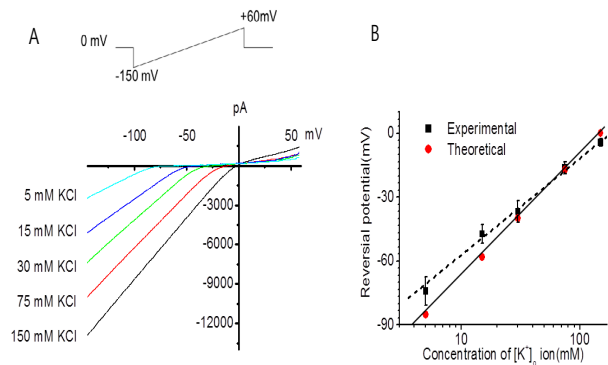 A
+60mV
0 mV
-150 mV
pA
-100
-50
0
50
mV
5 mM KCl
15 mM KCl
30 mM KCl
75 mM KCl
150 mM KCl
-3000
-6000
-9000
-12000
B
Experimental
Theoretical
Reversial potential(mV)
0
-30
-60
-90
10
100
Concentration of [K⁺]ₒ ion(mM)